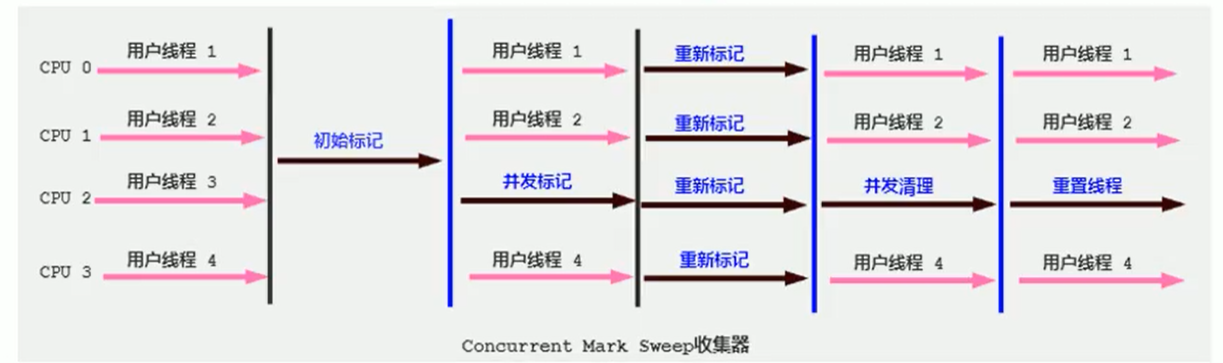 用户线程 1 用户线程 1 重新标记 用户线程 1 用户线程 1
CPU 0
用户线程 2 用户线程 2 重新标记 用户线程 2 用户线程 2
CPU 1
初始标记
用户线程 3 并发标记 重新标记 并发清理 重置线程
CPU 2
用户线程 4 用户线程 4 重新标记 用户线程 4 用户线程 4
CPU 3
Concurrent Mark Sweep收集器